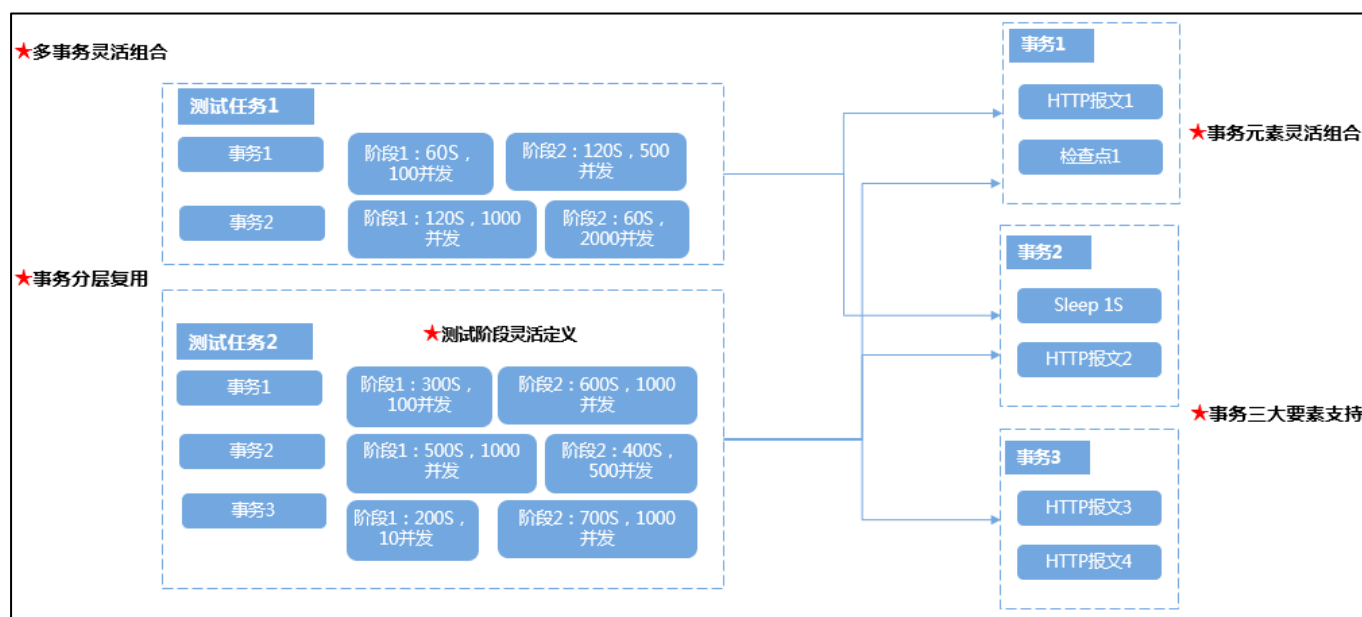 ★多事务灵活组合
测试任务1
事务1
阶段1：60S，
100并发
阶段2：120S，500
并发
事务2
阶段1：120S，1000
并发
阶段2：60S，
2000并发
★事务分层复用
测试任务2
★测试阶段灵活定义
事务1
阶段1：300S，
100并发
阶段2：600S，1000
并发
事务2
阶段1：500S，1000
并发
阶段2：400S，
500并发
事务3
阶段1：200S，
10并发
阶段2：700S，1000
并发
事务1
HTTP报文1
检查点1
★事务元素灵活组合
事务2
Sleep 1S
HTTP报文2
★事务三大要素支持
事务3
HTTP报文3
HTTP报文4